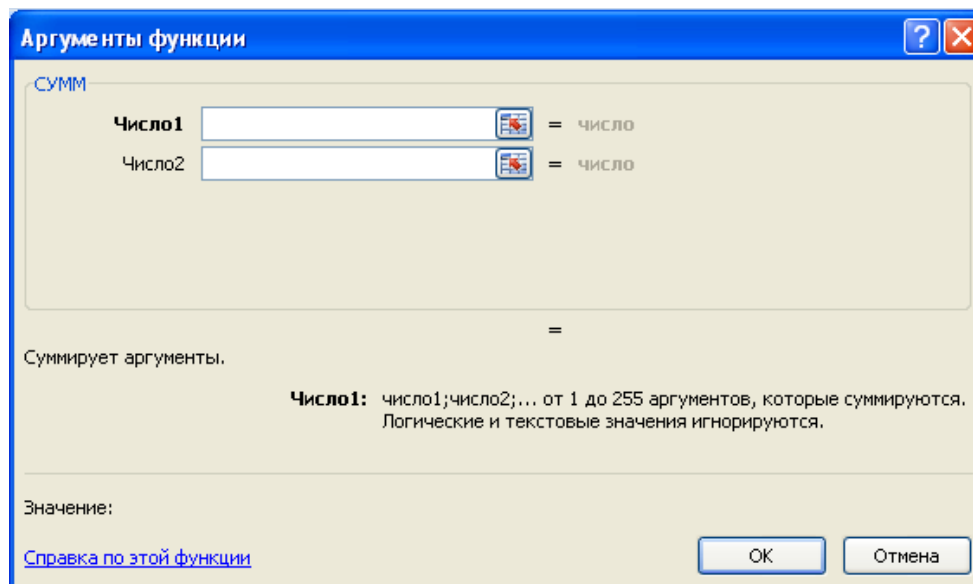 Аргументы функции
СУММ
Число1 = число
Число2 = число
=
Суммирует аргументы.
Число1: число1;число2;... от 1 до 255 аргументов, которые суммируются.
Логические и текстовые значения игнорируются.
Значение:
Справка по этой функции
ОК
Отмена